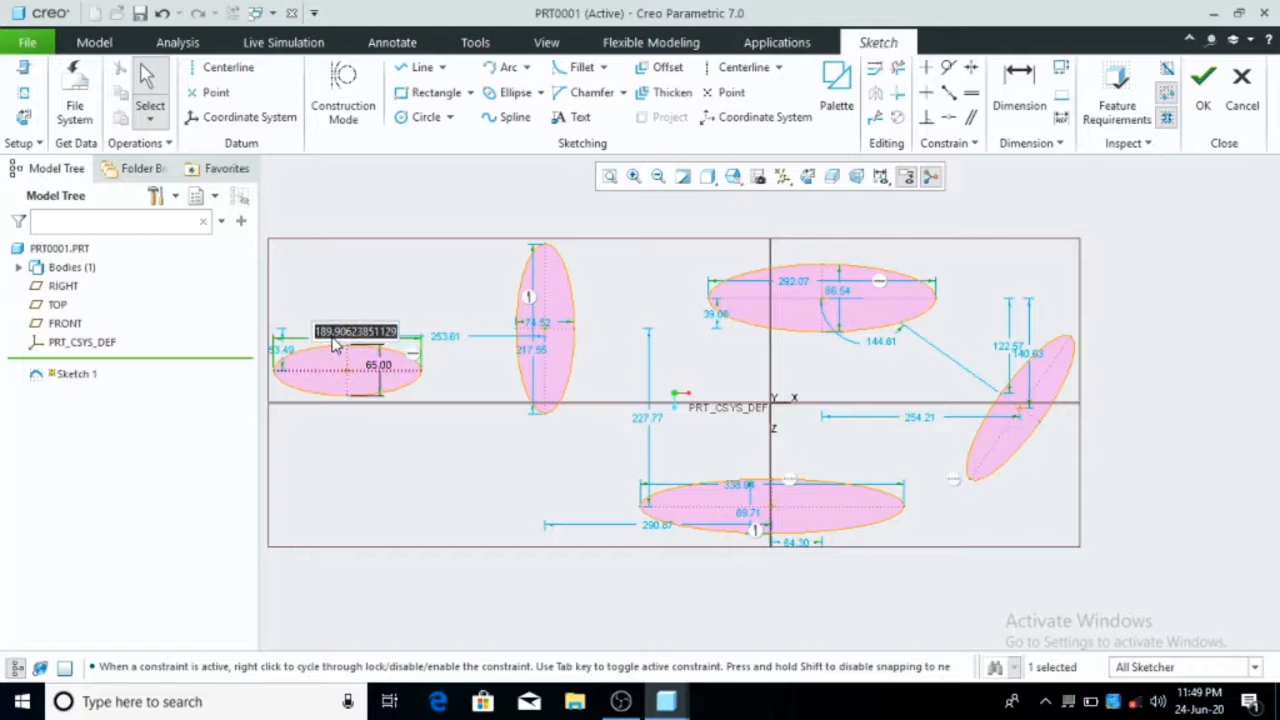 creo
PRT0001 (Active) - Creo Parametric 7.0
File Model Analysis Live Simulation Annotate Tools View Flexible Modeling Applications Sketch
Centerline Line Arc Fillet Offset Centerline
File System Select Point Construction Mode Rectangle Ellipse Chamfer Thicken Point Palette Dimension Feature Requirements OK Cancel
Coordinate System Circle Spline Text Project Coordinate System
Setup Get Data Operations Datum Sketching Editing Constrain Dimension Inspect Close
Model Tree Folder Br Favorites
Model Tree
PRT0001.PRT
Bodies (1)
RIGHT
TOP
FRONT
PRT_CSYS_DEF
Sketch 1
292.07
86.54
39.00
74.52
189.90623851129
253.61
144.61
122.57
140.63
53.49
217.55
65.00
Y X
PRT_CSYS_DEF
227.77
254.21
Z
69.71
290.87
64.30
Activate Windows
Go to Settings to activate Windows.
When a constraint is active, right click to cycle through lock/disable/enable the constraint. Use Tab key to toggle active constraint. Press and hold Shift to disable snapping to ne
1 selected
All Sketcher
Type here to search
11:49 PM
24-Jun-20